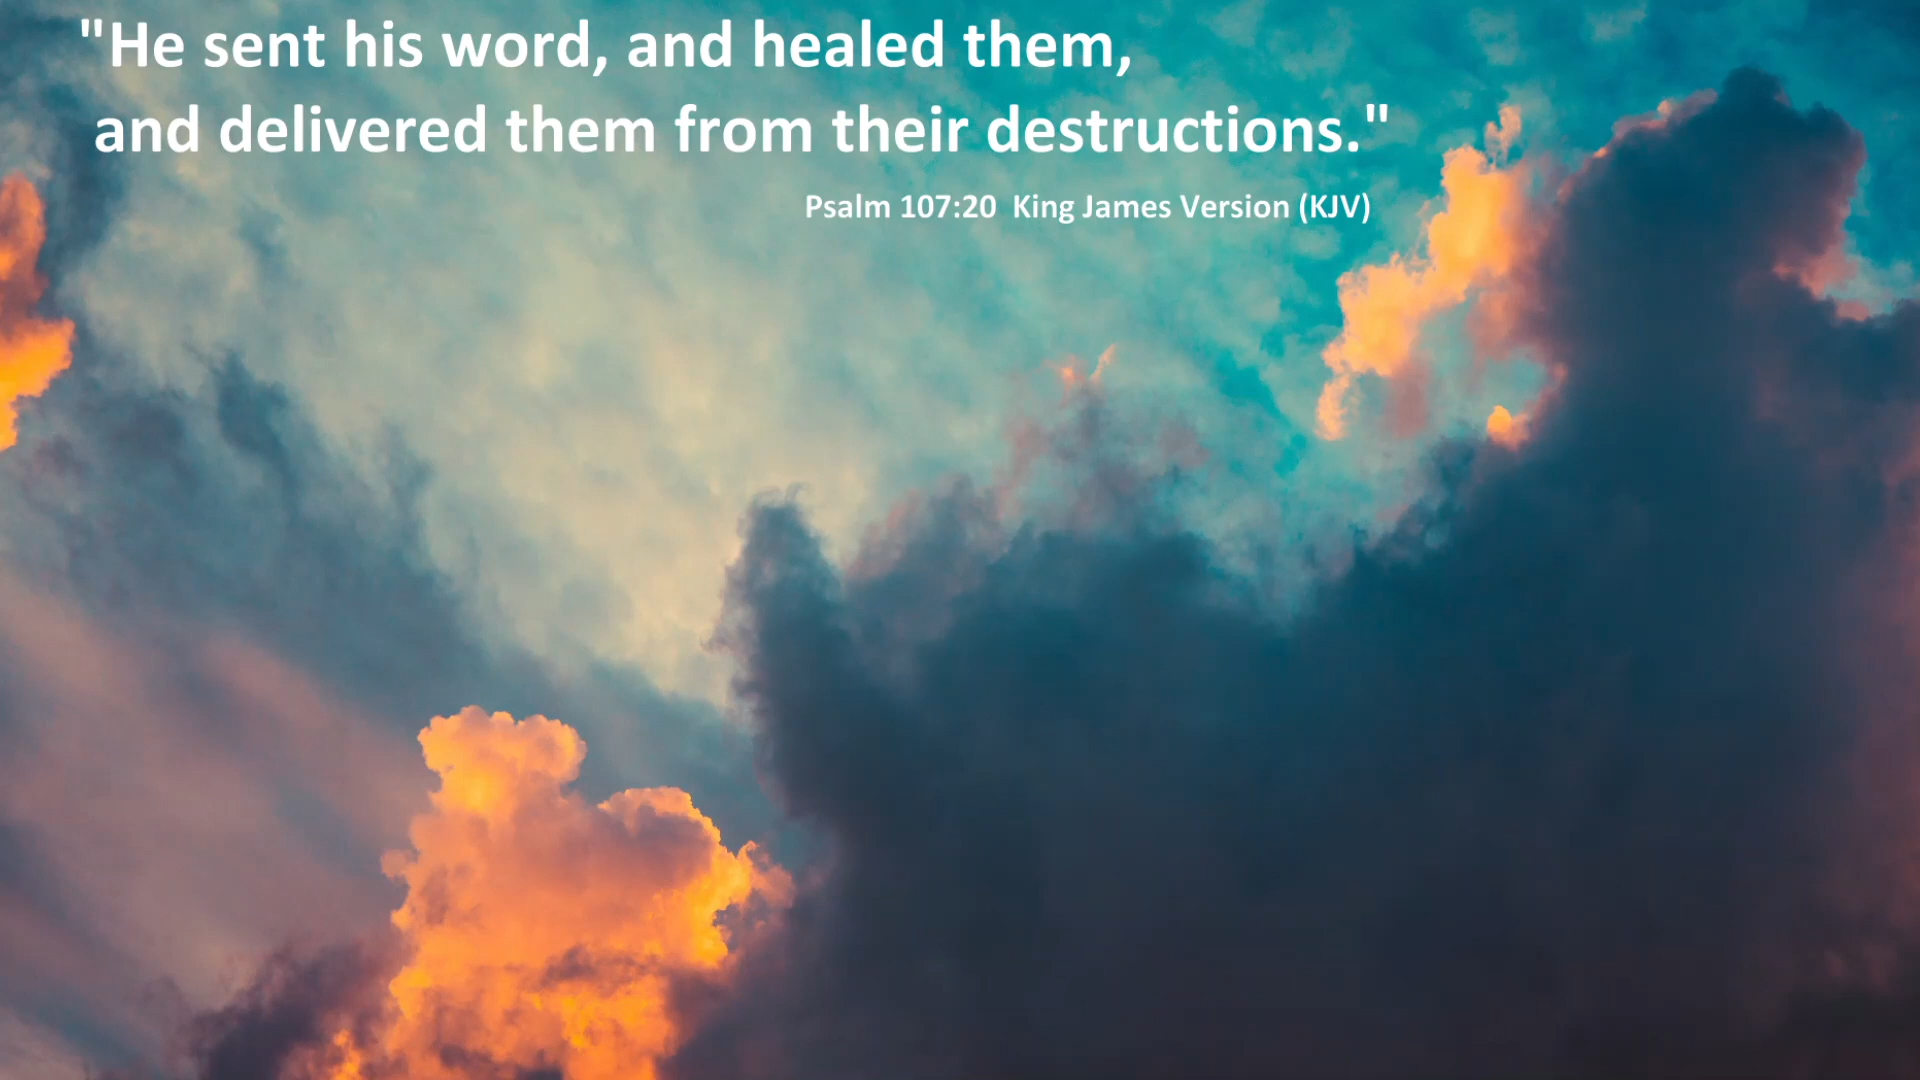 "He sent his word, and healed them,
and delivered them from their destructions."
Psalm 107:20 King James Version (KJV)